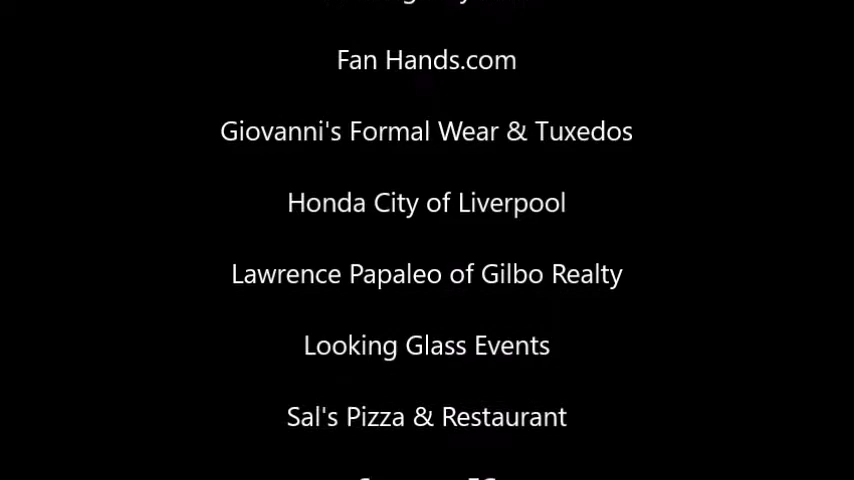 Fan Hands.com
Giovanni's Formal Wear & Tuxedos
Honda City of Liverpool
Lawrence Papaleo of Gilbo Realty
Looking Glass Events
Sal's Pizza & Restaurant